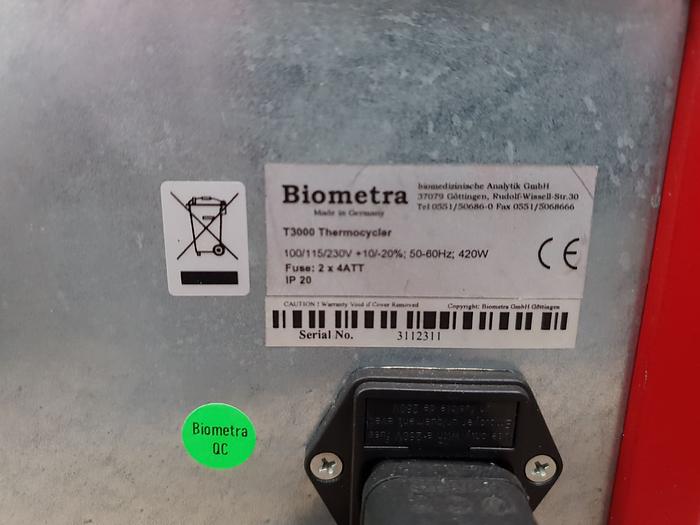 Biometra
Made in Germany
biomedizinische Analytik GmbH
37079 Göttingen, Rudolf-Wissell-Str.30
Tel 0551/50686-0 Fax 0551/5068666
T3000 Thermocycler
100/115/230V +10/-20%; 50-60Hz; 420W
Fuse: 2 x 4ATT
IP 20
CE
CAUTION ! Warranty Void if Cover Removed
Copyright: Biometra GmbH Göttingen
Serial No. 3112311
Biometra
QC